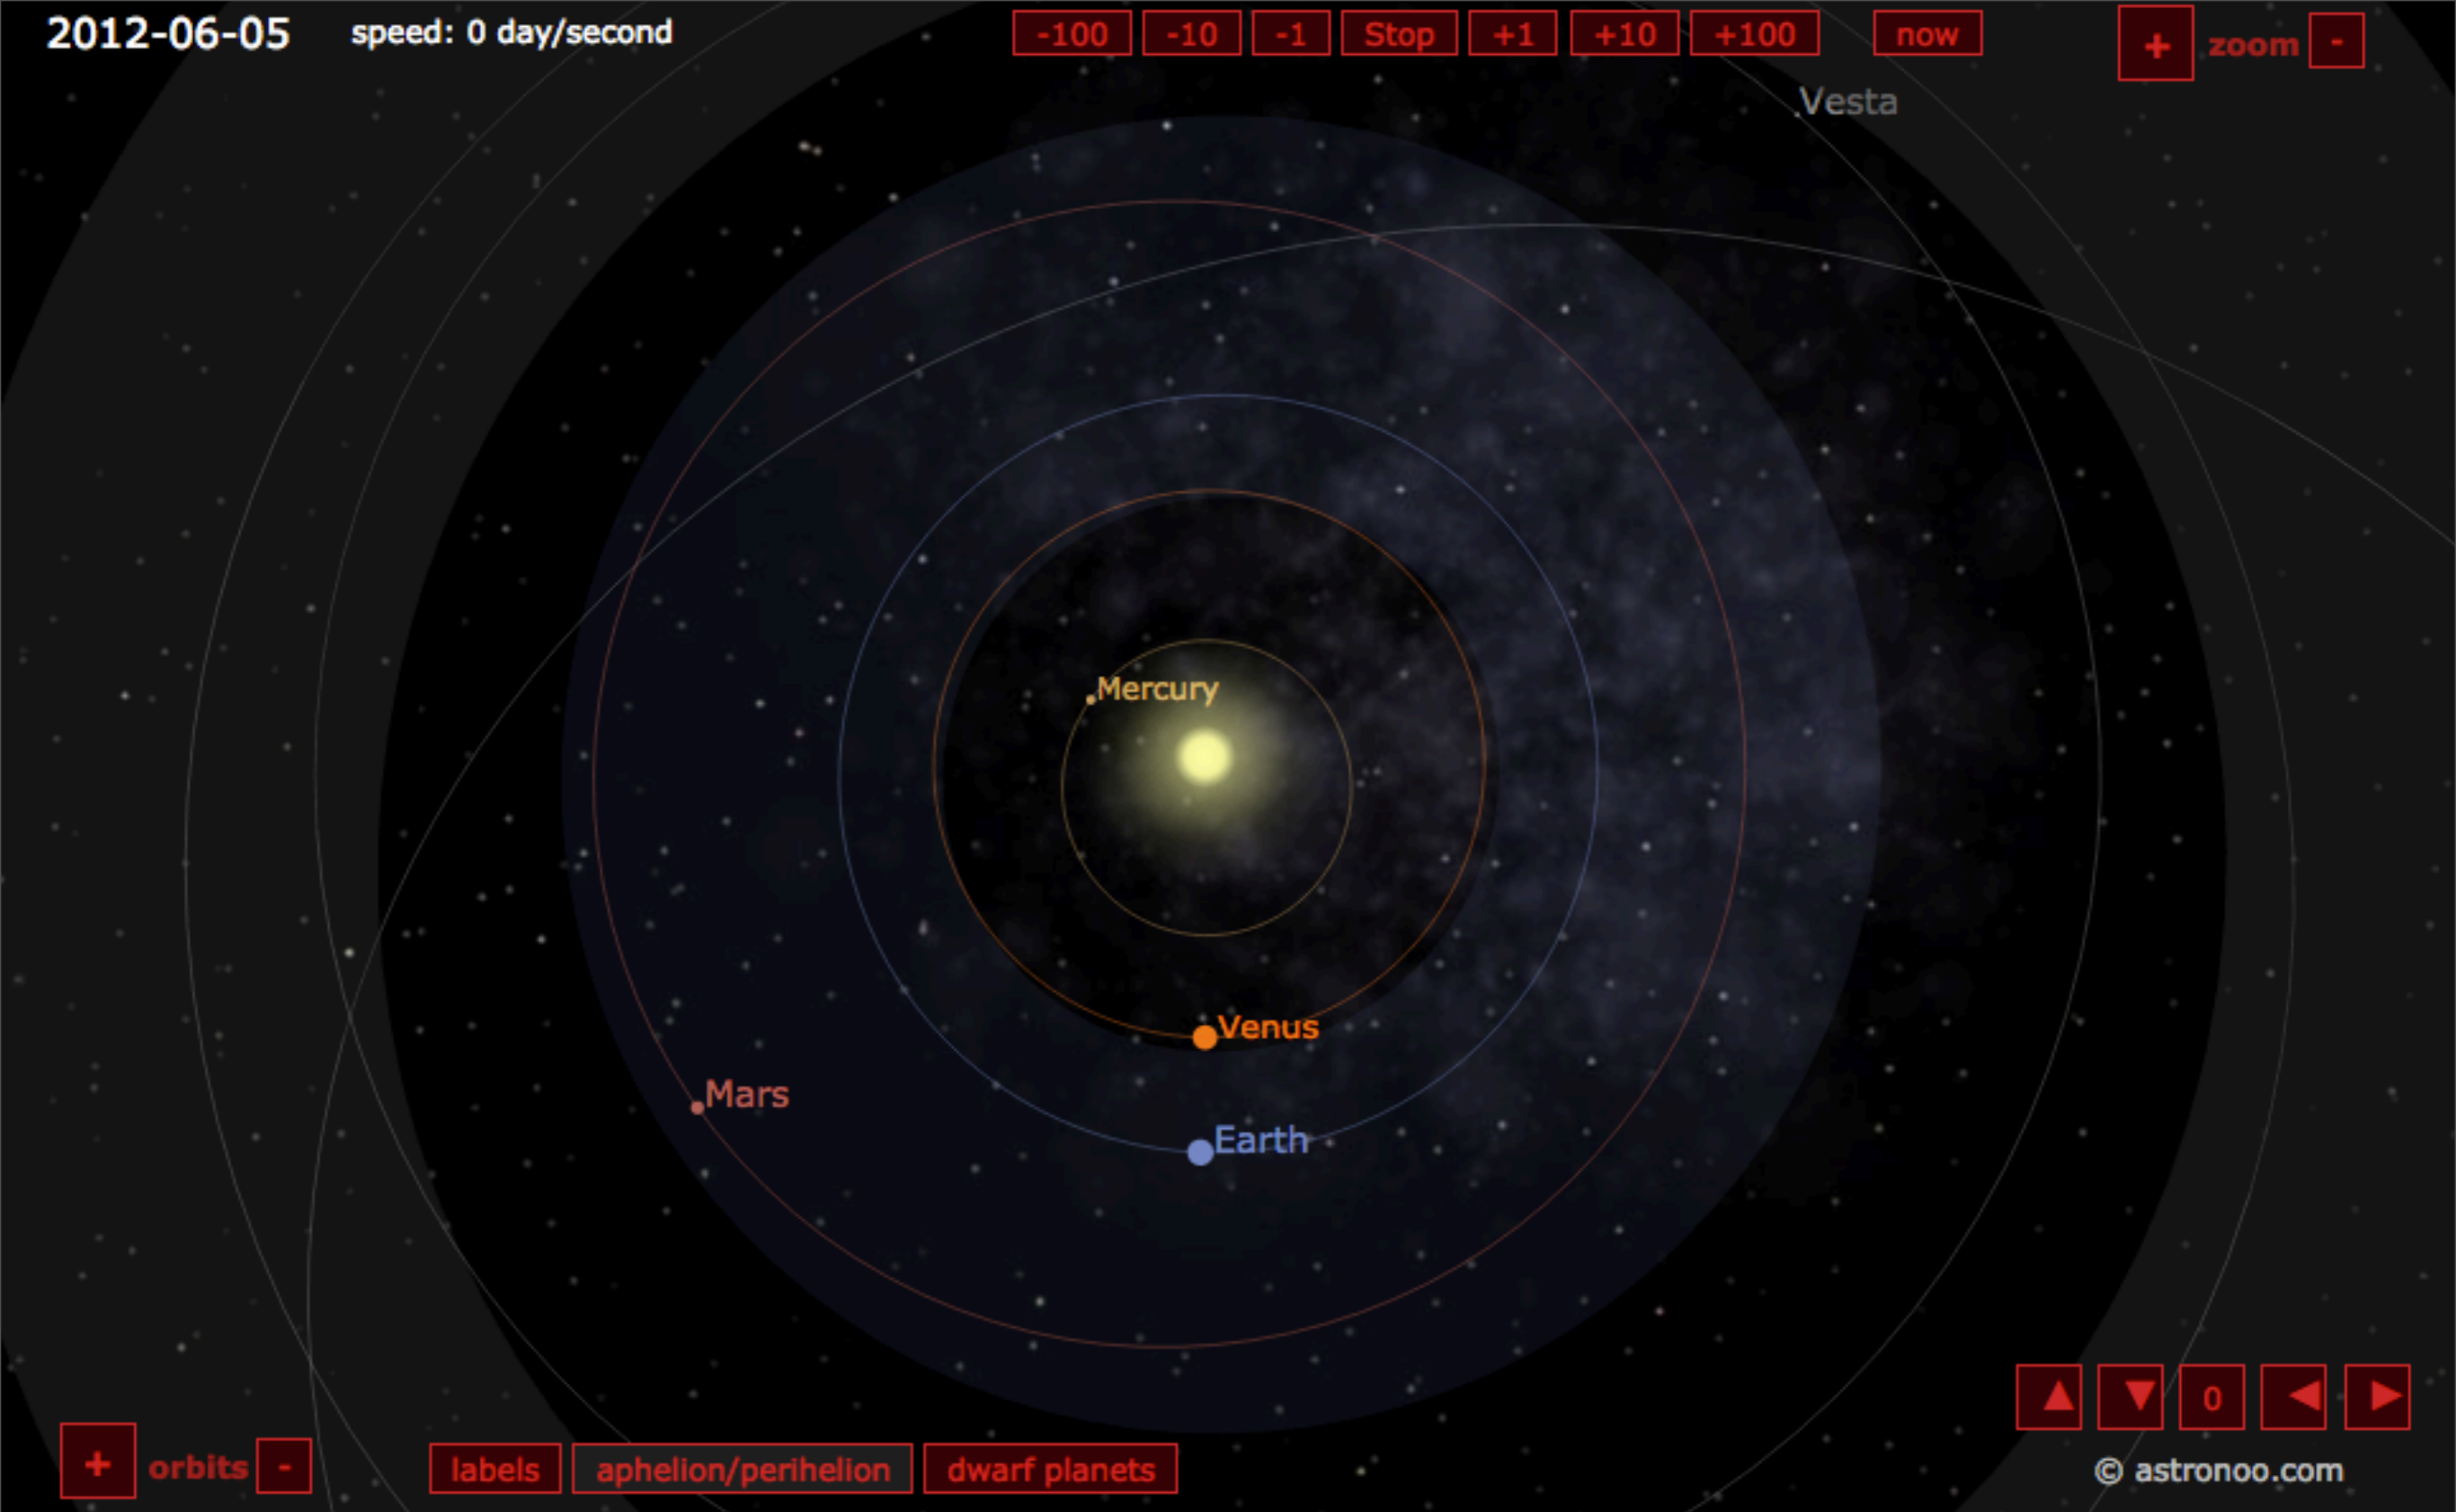 2012-06-05 speed: 0 day/second -100 -10 -1 Stop +1 +10 +100 now + zoom -
Vesta
Mercury
Venus
Mars
Earth
0
+ orbits - labels aphelion/perihelion dwarf planets © astronoo.com